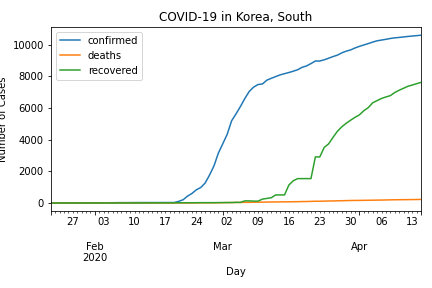 COVID-19 in Korea, South
confirmed
deaths
recovered
Number of Cases
10000
8000
6000
4000
2000
0
27 03 10 17 24 02 09 16 23 30 06 13
Feb Mar Apr
2020
Day